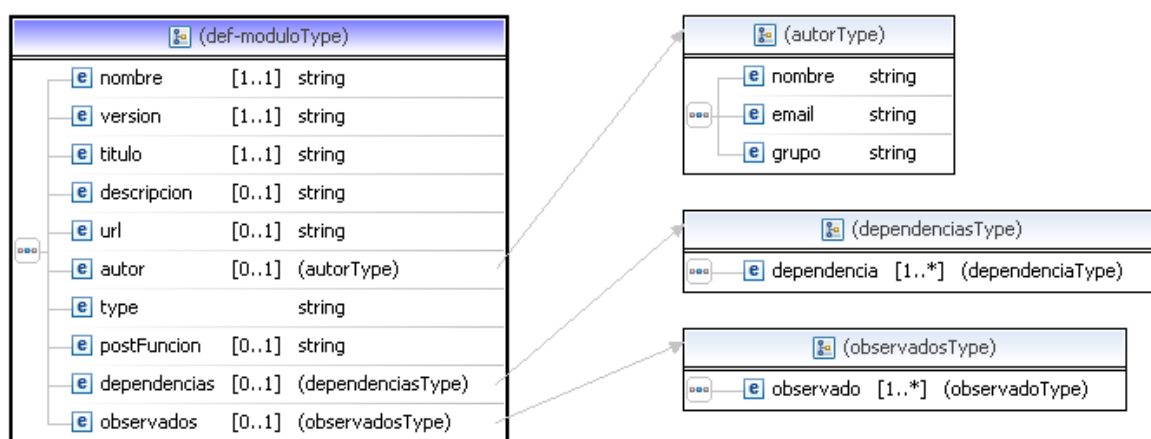 (def-moduloType)
e nombre [1..1] string
e version [1..1] string
e titulo [1..1] string
e descripcion [0..1] string
e url [0..1] string
e autor [0..1] (autorType)
e type string
e postFuncion [0..1] string
e dependencias [0..1] (dependenciasType)
e observados [0..1] (observadosType)
(autorType)
e nombre string
e email string
e grupo string
(dependenciasType)
e dependencia [1..*] (dependenciaType)
(observadosType)
e observado [1..*] (observadoType)